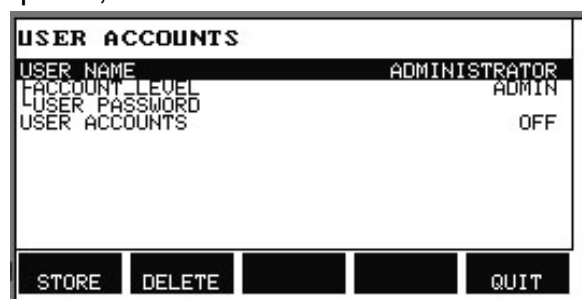 USER ACCOUNTS
USER NAME ADMINISTRATOR
ACCOUNT_LEVEL ADMIN
USER PASSWORD
USER ACCOUNTS OFF
STORE DELETE QUIT